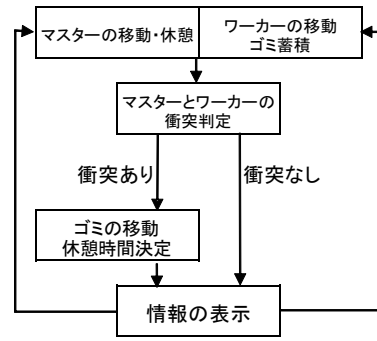 マスターの移動・休憩
ワーカーの移動
ゴミ蓄積
マスターとワーカーの
衝突判定
衝突あり
衝突なし
ゴミの移動
休憩時間決定
情報の表示